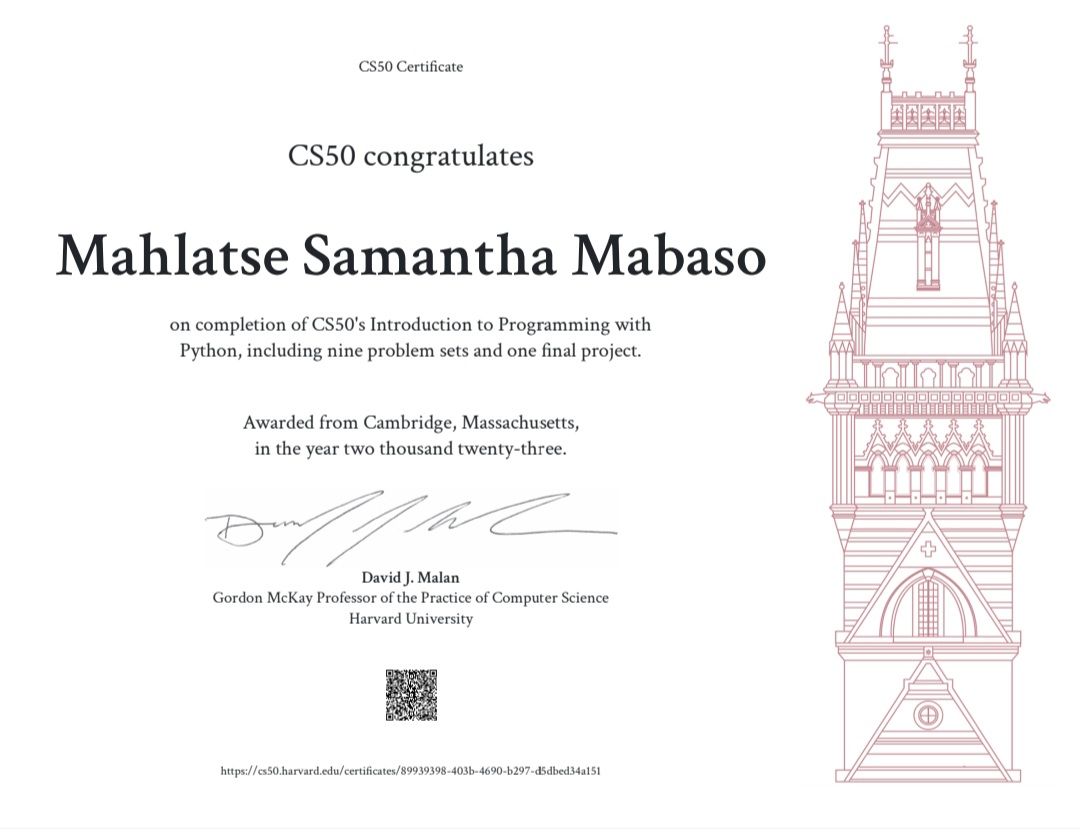 CS50 Certificate
CS50 congratulates
Mahlatse Samantha Mabaso
on completion of CS50's Introduction to Programming with
Python, including nine problem sets and one final project.
Awarded from Cambridge, Massachusetts,
in the year two thousand twenty-three.
David J. Malan
Gordon McKay Professor of the Practice of Computer Science
Harvard University
https://cs50.harvard.edu/certificates/89939398-403b-4690-b297-d5dbed34a151